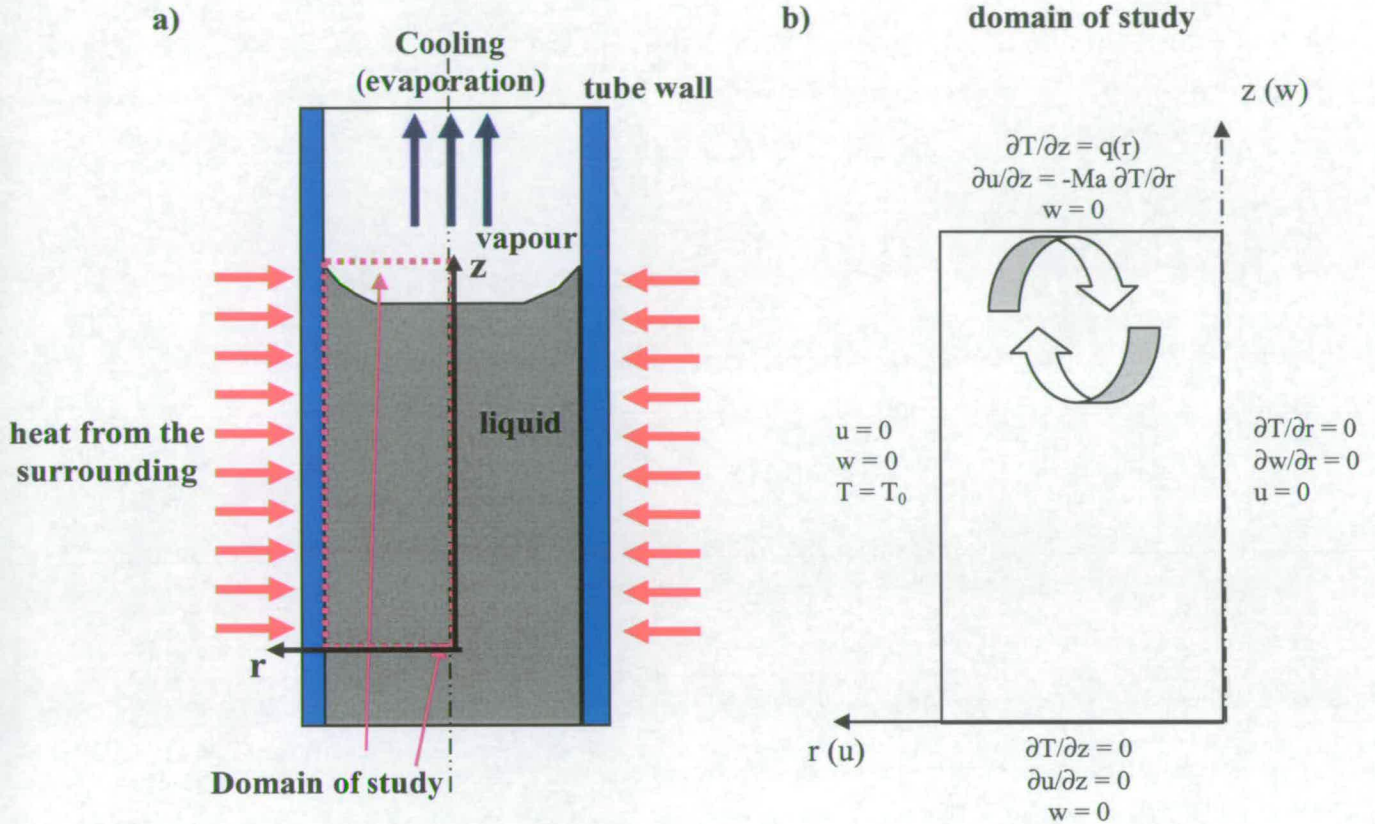 a)
Cooling
(evaporation)
tube wall
vapour
z
liquid
heat from the
surrounding
r
Domain of study
b)
domain of study
z (w)
∂T/∂z = q(r)
∂u/∂z = -Ma ∂T/∂r
w = 0
u = 0
w = 0
T = T₀
∂T/∂r = 0
∂w/∂r = 0
u = 0
r (u)
∂T/∂z = 0
∂u/∂z = 0
w = 0